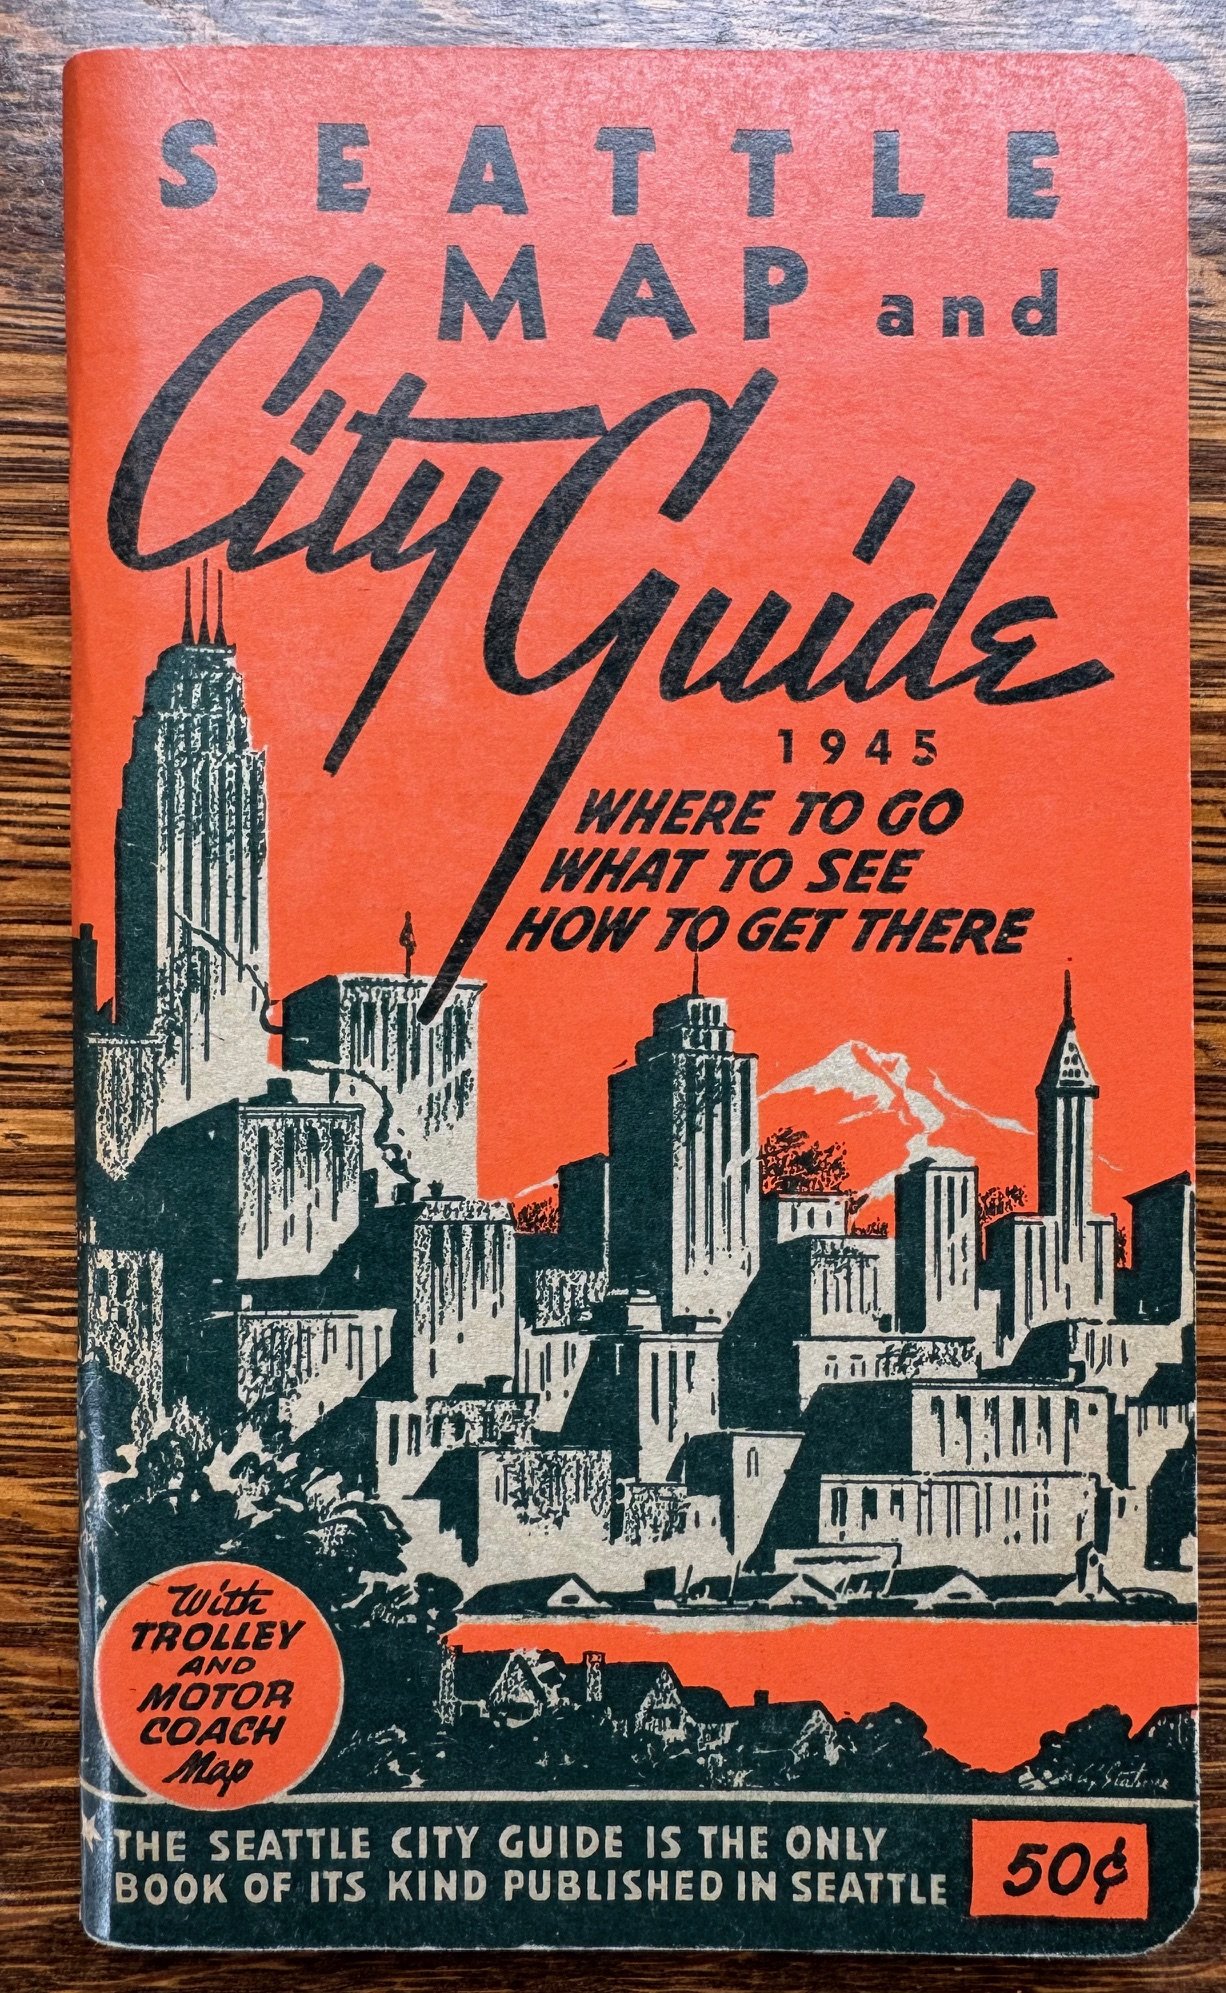 SEATTLE
MAP and
City Guide
1945
WHERE TO GO
WHAT TO SEE
HOW TO GET THERE
With
TROLLEY
AND
MOTOR
COACH
Map
THE SEATTLE CITY GUIDE IS THE ONLY
BOOK OF ITS KIND PUBLISHED IN SEATTLE
50¢